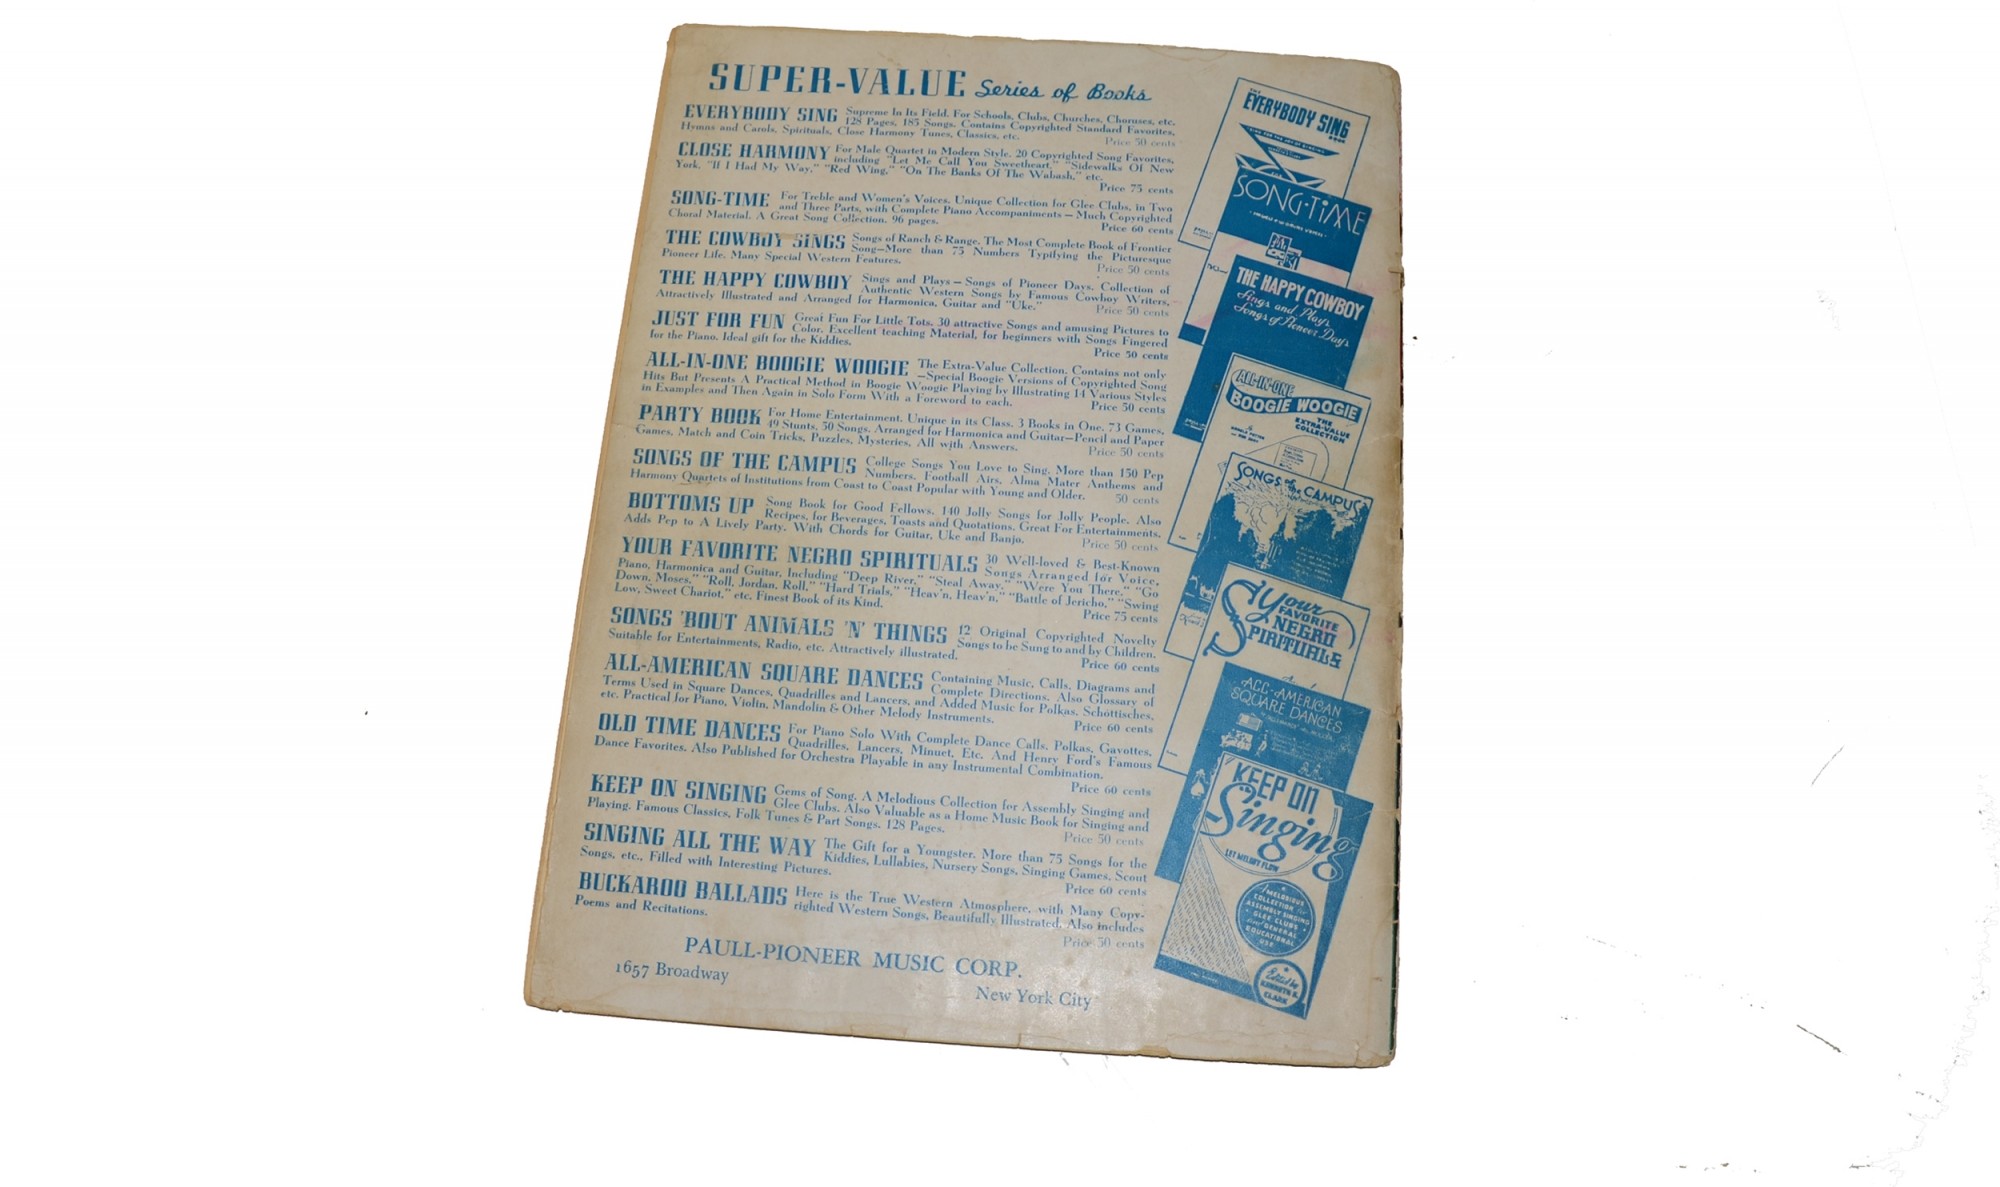 SUPER-VALUE Series of Books
EVERYBODY SING Supreme In Its Field. For Schools, Clubs, Churches, Choruses, etc.
128 Pages, 185 Songs. Contains Copyrighted Standard Favorites,
Hymns and Carols, Spirituals, Close Harmony Tunes, Classics, etc.
Price 50 cents
CLOSE HARMONY For Male Quartet in Modern Style. 20 Copyrighted Song Favorites,
including "Let Me Call You Sweetheart," "Sidewalks Of New
York, "If I Had My Way," "Red Wing," "On The Banks Of The Wabash," etc.
Price 75 cents
SONG-TIME For Treble and Women's Voices. Unique Collection for Glee Clubs, in Two
and Three Parts, with Complete Piano Accompaniments — Much Copyrighted
Choral Material. A Great Song Collection. 96 pages.
Price 60 cents
THE COWBOY SINGS Songs of Ranch & Range. The Most Complete Book of Frontier
Song—More than 75 Numbers Typifying the Picturesque
Pioneer Life. Many Special Western Features.
Price 50 cents
THE HAPPY COWBOY Sings and Plays — Songs of Pioneer Days. Collection of
Authentic Western Songs by Famous Cowboy Writers,
Attractively Illustrated and Arranged for Harmonica, Guitar and "Uke."
Price 50 cents
JUST FOR FUN Great Fun For Little Tots. 30 attractive Songs and amusing Pictures to
Color. Excellent teaching Material, for beginners with Songs Fingered
for the Piano. Ideal gift for the Kiddies.
Price 50 cents
ALL-IN-ONE BOOGIE WOOGIE The Extra-Value Collection. Contains not only
—Special Boogie Versions of Copyrighted Song
Hits But Presents A Practical Method in Boogie Woogie Playing by Illustrating 14 Various Styles
in Examples and Then Again in Solo Form With a Foreword to each.
Price 50 cents
PARTY BOOK For Home Entertainment. Unique in its Class. 3 Books in One. 73 Games,
49 Stunts, 50 Songs. Arranged for Harmonica and Guitar—Pencil and Paper
Games, Match and Coin Tricks, Puzzles, Mysteries, All with Answers.
Price 50 cents
SONGS OF THE CAMPUS College Songs You Love to Sing. More than 150 Pep
Numbers, Football Airs, Alma Mater Anthems and
Harmony Quartets of Institutions from Coast to Coast Popular with Young and Older.
50 cents
BOTTOMS UP Song Book for Good Fellows. 140 Jolly Songs for Jolly People. Also
Recipes, for Beverages, Toasts and Quotations. Great For Entertainments.
Adds Pep to A Lively Party. With Chords for Guitar, Uke and Banjo.
Price 50 cents
YOUR FAVORITE NEGRO SPIRITUALS 30 Well-loved & Best-Known
Songs Arranged for Voice,
Piano, Harmonica and Guitar, Including "Deep River," "Steal Away," "Were You There," "Go
Down, Moses," "Roll, Jordan, Roll," "Hard Trials," "Heav'n, Heav'n," "Battle of Jericho," "Swing
Low, Sweet Chariot," etc. Finest Book of its Kind.
Price 75 cents
SONGS 'BOUT ANIMALS 'N' THINGS 12 Original Copyrighted Novelty
Songs to be Sung to and by Children.
Suitable for Entertainments, Radio, etc. Attractively illustrated.
Price 60 cents
ALL-AMERICAN SQUARE DANCES Containing Music, Calls, Diagrams and
Complete Directions. Also Glossary of
Terms Used in Square Dances, Quadrilles and Lancers, and Added Music for Polkas, Schottisches,
etc. Practical for Piano, Violin, Mandolin & Other Melody Instruments.
Price 60 cents
OLD TIME DANCES For Piano Solo With Complete Dance Calls, Polkas, Gavottes,
Quadrilles, Lancers, Minuet, Etc. And Henry Ford's Famous
Dance Favorites. Also Published for Orchestra Playable in any Instrumental Combination.
Price 60 cents
KEEP ON SINGING Gems of Song. A Melodious Collection for Assembly Singing and
Glee Clubs. Also Valuable as a Home Music Book for Singing and
Playing. Famous Classics, Folk Tunes & Part Songs. 128 Pages.
Price 50 cents
SINGING ALL THE WAY The Gift for a Youngster. More than 75 Songs for the
Kiddies, Lullabies, Nursery Songs, Singing Games, Scout
Songs, etc., Filled with Interesting Pictures.
Price 60 cents
BUCKAROO BALLADS Here is the True Western Atmosphere, with Many Copy-
righted Western Songs, Beautifully Illustrated. Also includes
Poems and Recitations.
Price 50 cents
PAULL-PIONEER MUSIC CORP.
1657 Broadway
New York City
EVERYBODY SING
BOOK
SONG-TIME
THE HAPPY COWBOY
Sings and Plays
Songs of Pioneer Days
ALL-IN-ONE
BOOGIE WOOGIE
THE
EXTRA-VALUE
COLLECTION
SONGS of the CAMPUS
Your
FAVORITE
NEGRO
SPIRITUALS
ALL-AMERICAN
SQUARE DANCES
KEEP ON
Singing
LET MELODY FLOW
A
MELODIOUS
COLLECTION for
ASSEMBLY SINGING
GLEE CLUBS
and GENERAL
EDUCATIONAL
USE
Edited by
KENNETH S.
CLARK